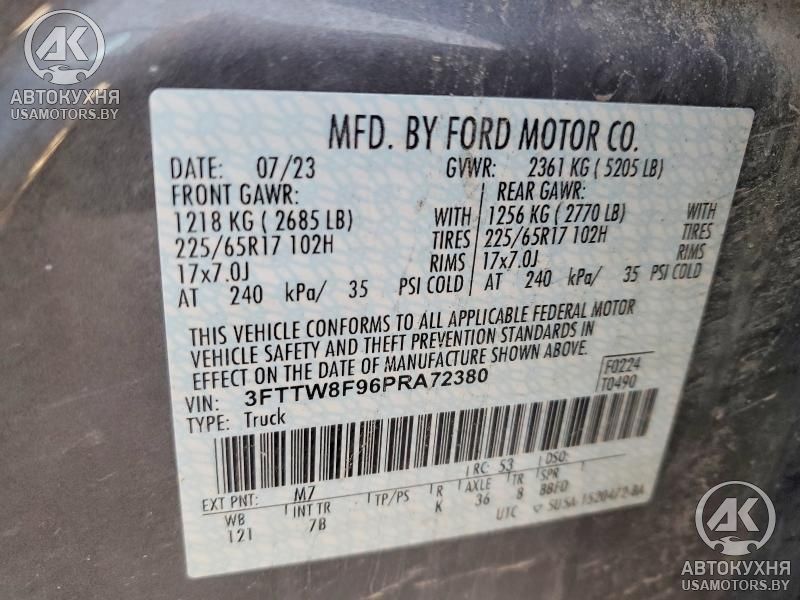 AK
АВТОКУХНЯ
USAMOTORS.BY
MFD. BY FORD MOTOR CO.
DATE: 07/23 GVWR: 2361 KG ( 5205 LB)
FRONT GAWR: REAR GAWR:
1218 KG ( 2685 LB) WITH 1256 KG ( 2770 LB) WITH
225/65R17 102H TIRES 225/65R17 102H TIRES
17x7.0J RIMS 17x7.0J RIMS
AT 240 kPa/ 35 PSI COLD AT 240 kPa/ 35 PSI COLD
THIS VEHICLE CONFORMS TO ALL APPLICABLE FEDERAL MOTOR
VEHICLE SAFETY AND THEFT PREVENTION STANDARDS IN
EFFECT ON THE DATE OF MANUFACTURE SHOWN ABOVE.
VIN: 3FTTW8F96PRA72380 F0224
TYPE: Truck T0490
RC: 53 DSO:
EXT PNT: M7
WB INT TR TP/PS R AXLE TR SPR
121 7B K 36 8 BBFD
UTC
AK
АВТОКУХНЯ
USAMOTORS.BY